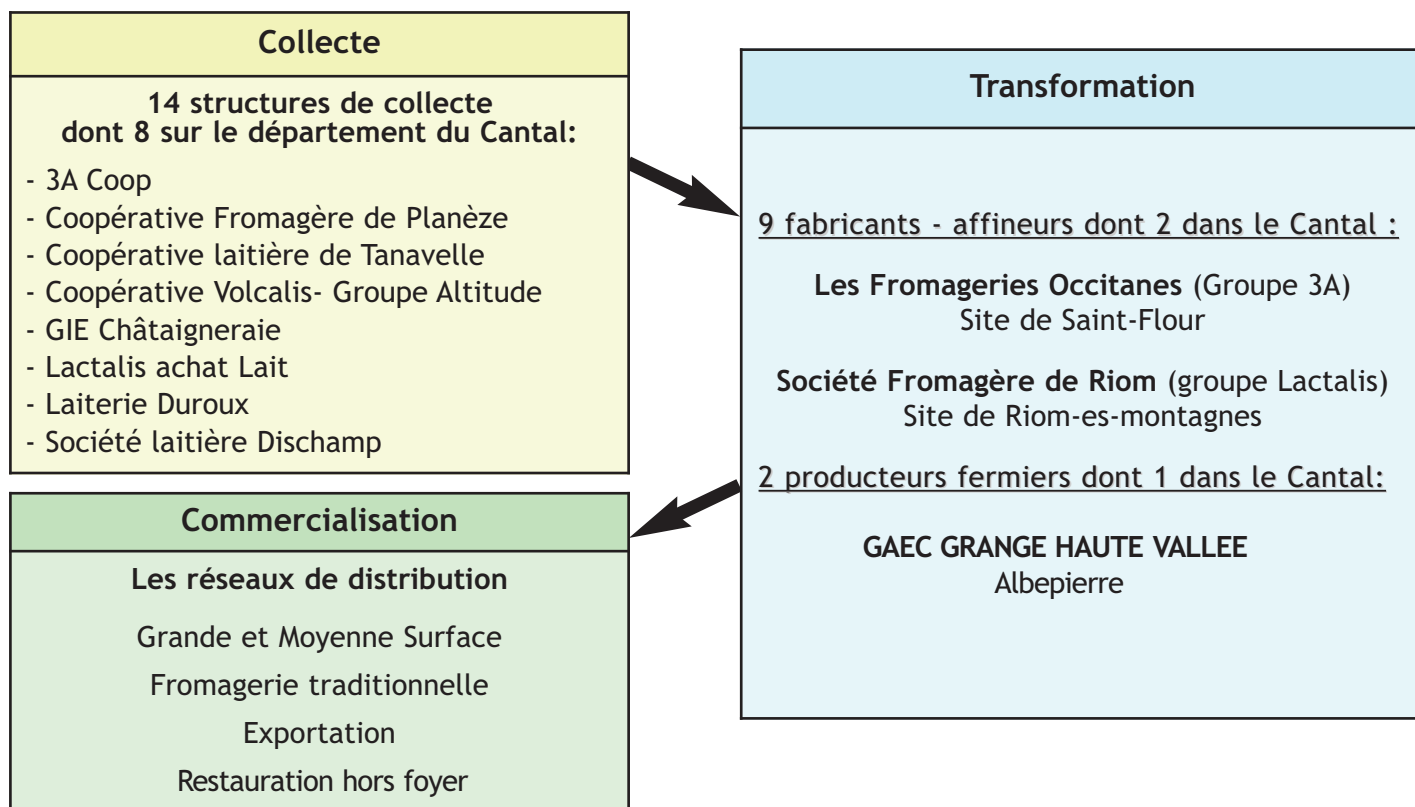 Collecte
14 structures de collecte
dont 8 sur le département du Cantal:
- 3A Coop
- Coopérative Fromagère de Planèze
- Coopérative laitière de Tanavelle
- Coopérative Volcalis- Groupe Altitude
- GIE Châtaigneraie
- Lactalis achat Lait
- Laiterie Duroux
- Société laitière Dischamp
Transformation
9 fabricants - affineurs dont 2 dans le Cantal :
Les Fromageries Occitanes (Groupe 3A)
Site de Saint-Flour
Société Fromagère de Riom (groupe Lactalis)
Site de Riom-es-montagnes
2 producteurs fermiers dont 1 dans le Cantal:
GAEC GRANGE HAUTE VALLEE
Albepierre
Commercialisation
Les réseaux de distribution
Grande et Moyenne Surface
Fromagerie traditionnelle
Exportation
Restauration hors foyer